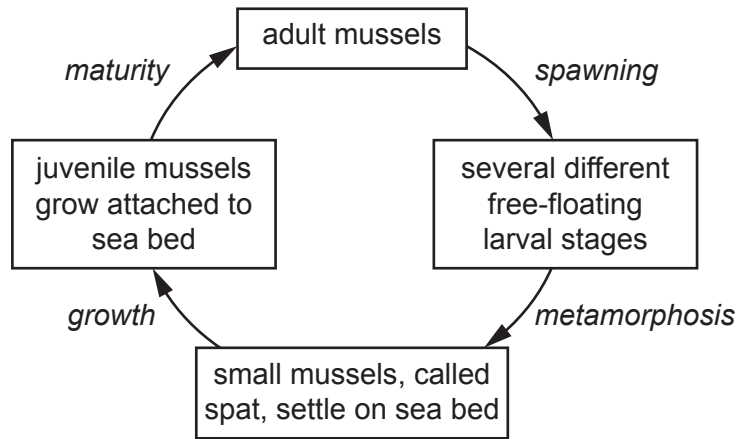 adult mussels
maturity
spawning
juvenile mussels
grow attached to
sea bed
several different
free-floating
larval stages
growth
metamorphosis
small mussels, called
spat, settle on sea bed